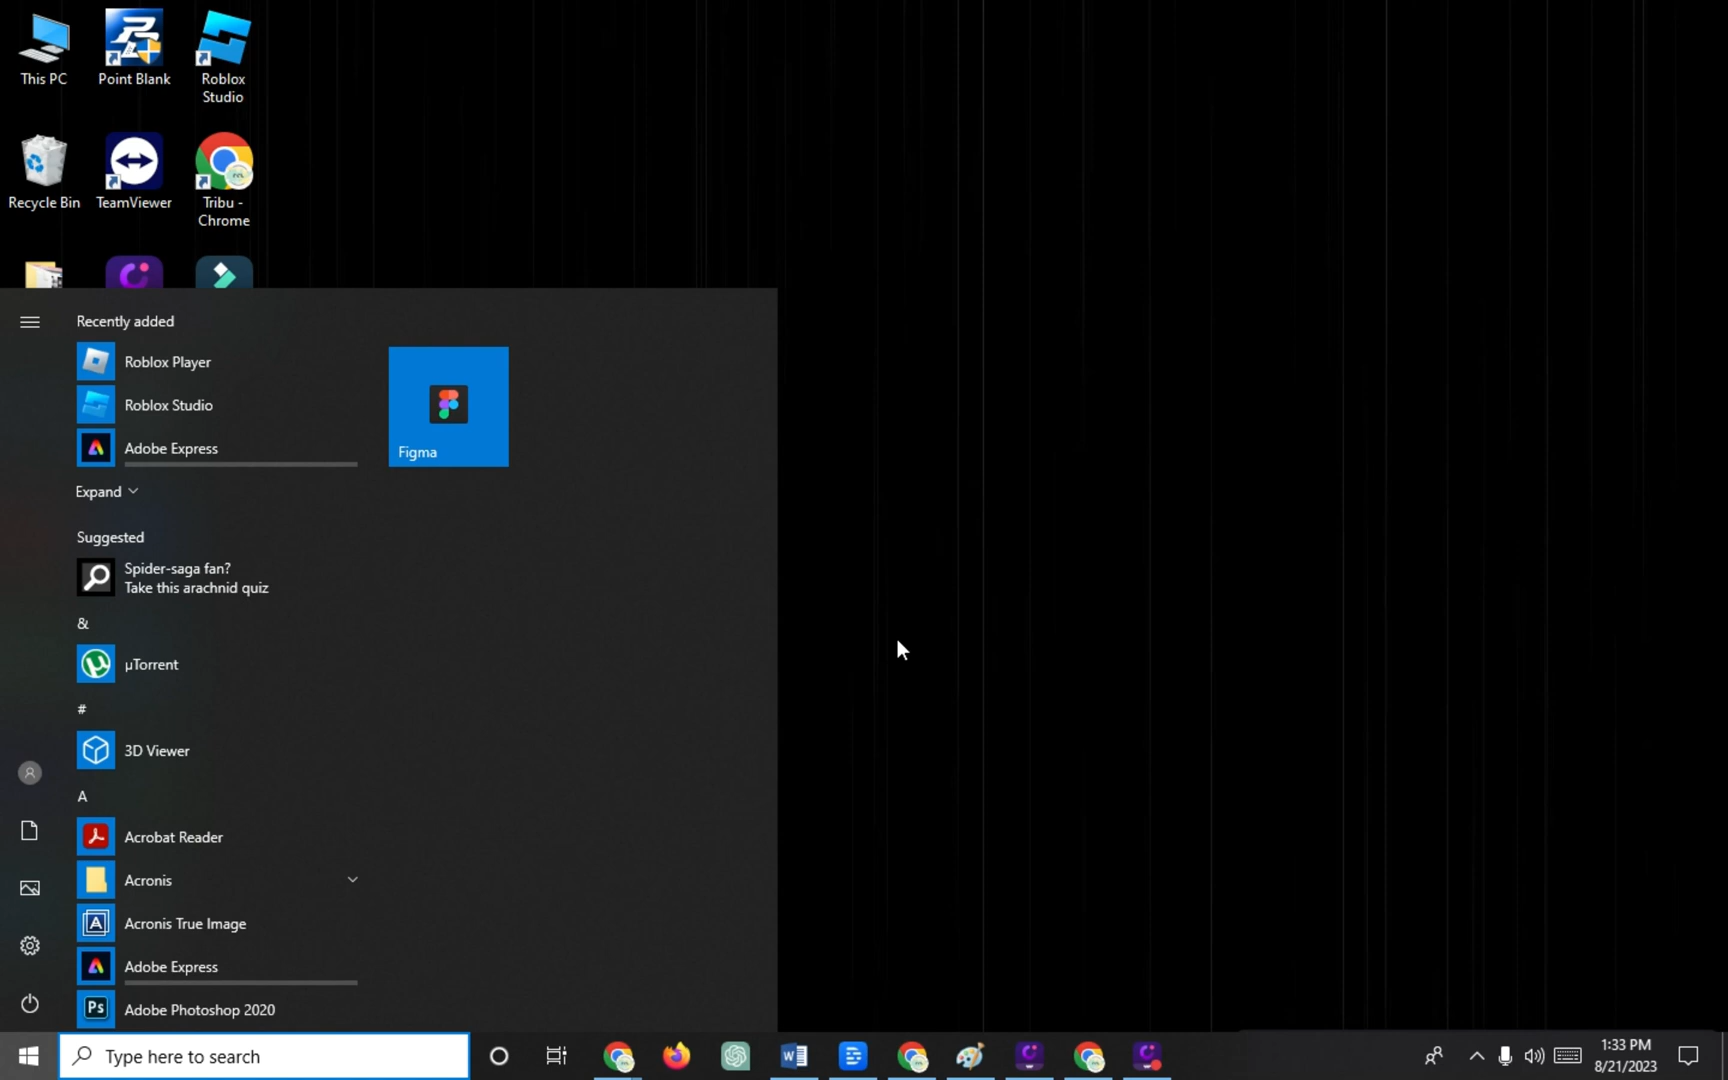 This PC
Point Blank
Roblox
Studio
Recycle Bin
TeamViewer
Tribu -
Chrome
Recently added
Roblox Player
Roblox Studio
Adobe Express
Expand
Figma
Suggested
Spider-saga fan?
Take this arachnid quiz
&
µTorrent
#
3D Viewer
A
Acrobat Reader
Acronis
Acronis True Image
Adobe Express
Ps
Adobe Photoshop 2020
Type here to search
1:33 PM
8/21/2023